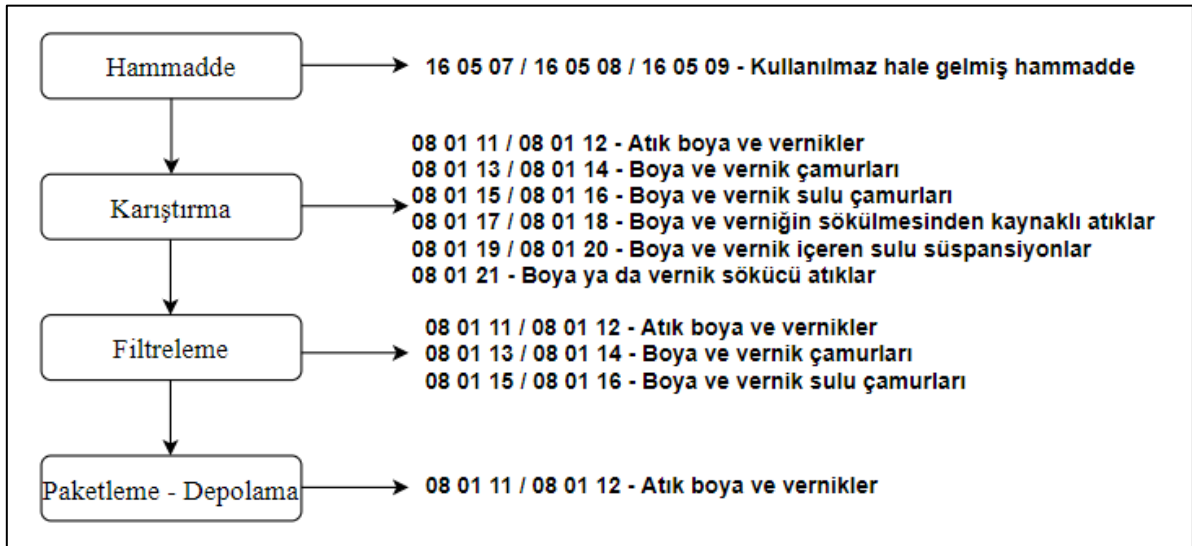 Hammadde
16 05 07 / 16 05 08 / 16 05 09 - Kullanılmaz hale gelmiş hammadde
Karıştırma
08 01 11 / 08 01 12 - Atık boya ve vernikler
08 01 13 / 08 01 14 - Boya ve vernik çamurları
08 01 15 / 08 01 16 - Boya ve vernik sulu çamurları
08 01 17 / 08 01 18 - Boya ve verniğin sökülmesinden kaynaklı atıklar
08 01 19 / 08 01 20 - Boya ve vernik içeren sulu süspansiyonlar
08 01 21 - Boya ya da vernik sökücü atıklar
Filtreleme
08 01 11 / 08 01 12 - Atık boya ve vernikler
08 01 13 / 08 01 14 - Boya ve vernik çamurları
08 01 15 / 08 01 16 - Boya ve vernik sulu çamurları
Paketleme - Depolama
08 01 11 / 08 01 12 - Atık boya ve vernikler